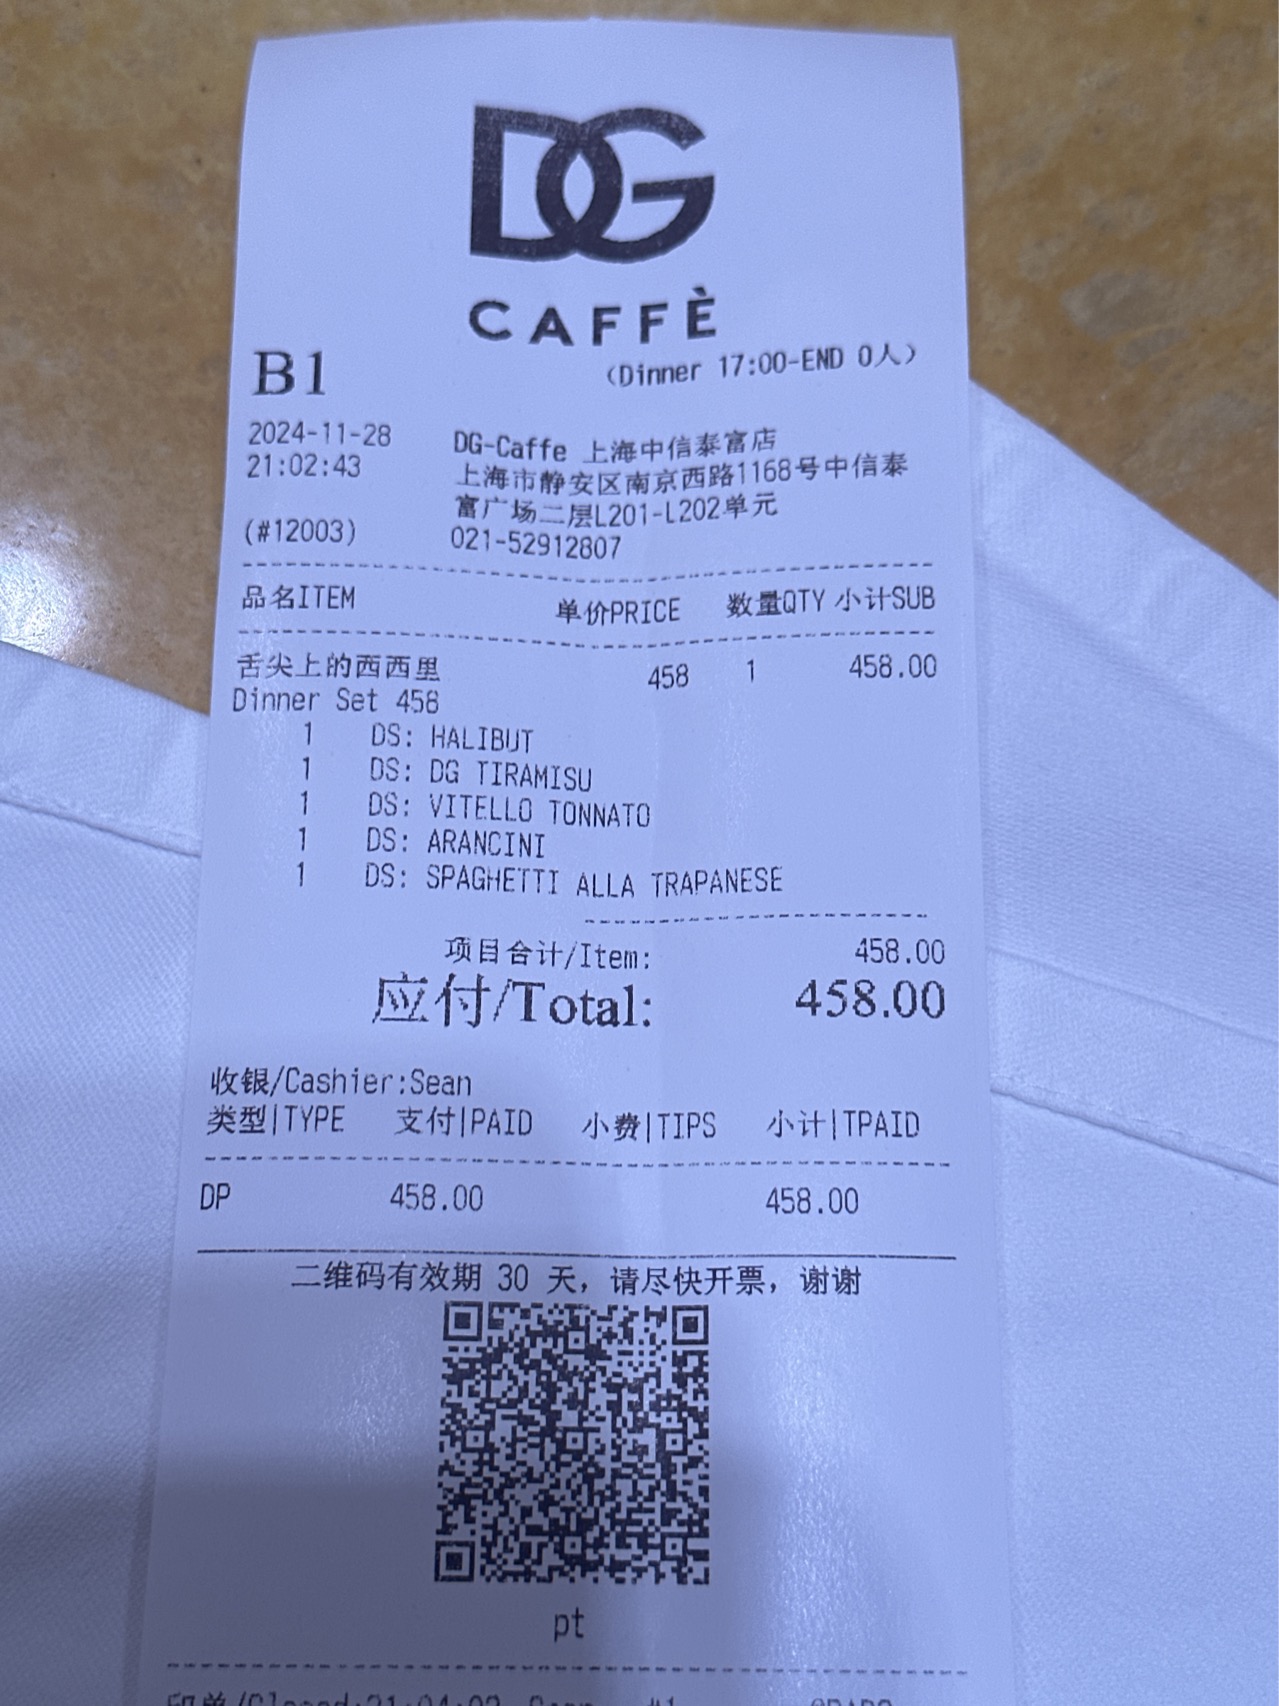 DG
CAFFÈ
B1 (Dinner 17:00-END 0人)
2024-11-28 DG-Caffe 上海中信泰富店
21:02:43 上海市静安区南京西路1168号中信泰
富广场二层L201-L202单元
(#12003) 021-52912807
品名ITEM 单价PRICE 数量QTY 小计SUB
舌尖上的西西里 458 1 458.00
Dinner Set 458
1 DS: HALIBUT
1 DS: DG TIRAMISU
1 DS: VITELLO TONNATO
1 DS: ARANCINI
1 DS: SPAGHETTI ALLA TRAPANESE
项目合计/Item: 458.00
应付/Total: 458.00
收银/Cashier:Sean
类型|TYPE 支付|PAID 小费|TIPS 小计|TPAID
DP 458.00 458.00
二维码有效期 30 天，请尽快开票，谢谢
pt